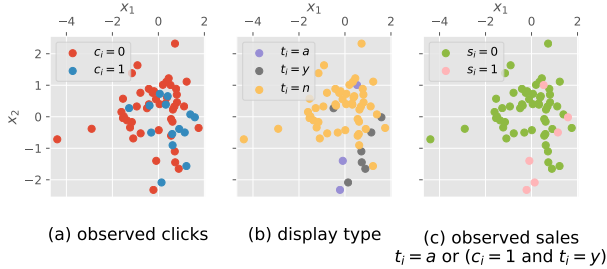 x₁ x₁ x₁
−4 −2 0 2 −4 −2 0 2 −4 −2 0 2
cᵢ = 0 tᵢ = a sᵢ = 0
cᵢ = 1 tᵢ = y sᵢ = 1
tᵢ = n
2
1
0
−1
−2
x₂
(a) observed clicks (b) display type (c) observed sales
tᵢ = a or (cᵢ = 1 and tᵢ = y)